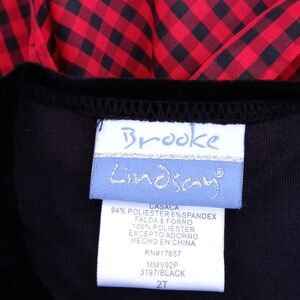 Brooke
Lindsay
CASACA
94% POLIESTER 6%SPANDEX
FALDA & FORRO
100% POLIESTER
EXCEPTO ADORNO
HECHO EN CHINA
RN#17657
MMV92P
3197/BLACK
2T